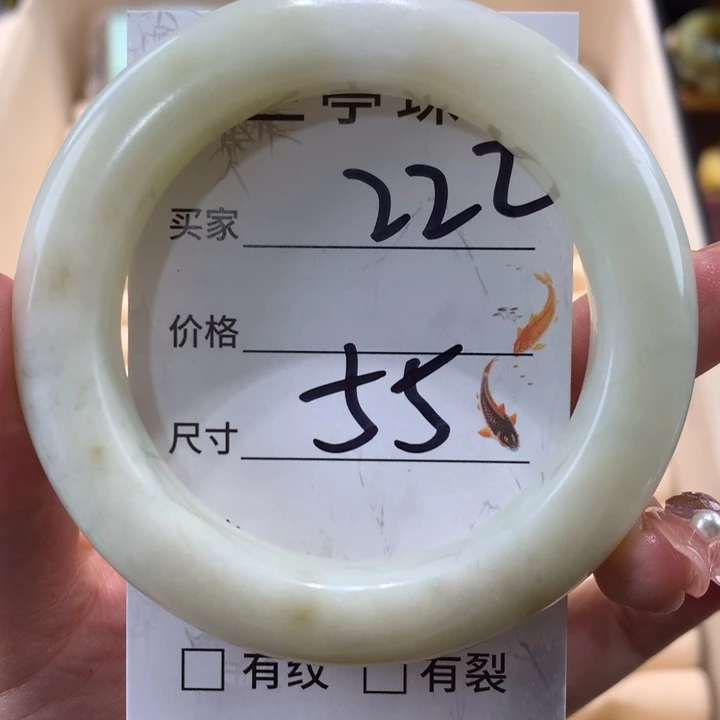 买家 222
价格
尺寸 55
□ 有纹 □ 有裂